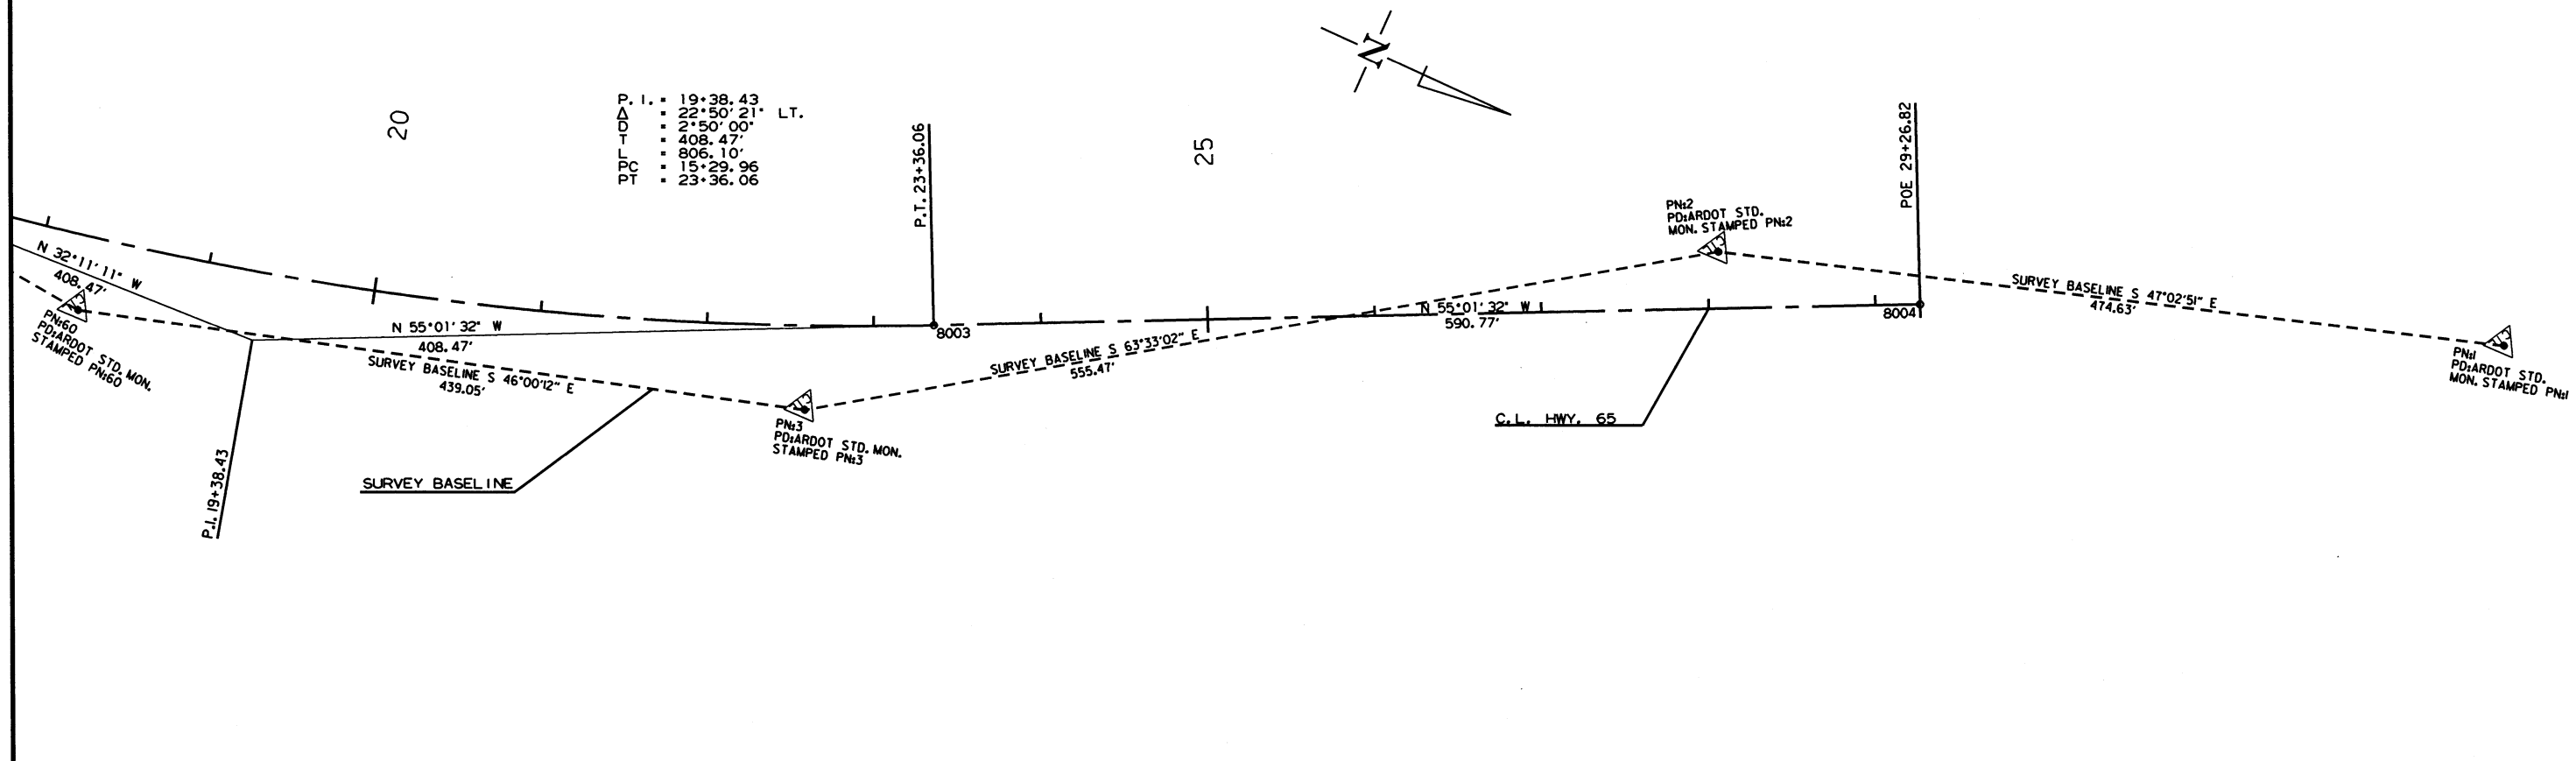 N
20
P.I. = 19+38.43
Δ = 22°50'21" LT.
D = 2°50'00"
T = 408.47'
L = 806.10'
PC = 15+29.96
PT = 23+36.06
P.T. 23+36.06
25
POE 29+26.82
PN:2
PD:ARDOT STD.
MON. STAMPED PN:2
N 32°11'11" W
408.47'
PN:60
PD:ARDOT STD. MON.
STAMPED PN:60
N 55°01'32" W
408.47'
SURVEY BASELINE S 46°00'12" E
439.05'
8003
SURVEY BASELINE S 63°33'02" E
555.47'
N 55°01'32" W
590.77'
8004
SURVEY BASELINE S 47°02'51" E
474.63'
PN:1
PD:ARDOT STD.
MON. STAMPED PN:1
PN:3
PD:ARDOT STD. MON.
STAMPED PN:3
C.L. HWY. 65
P.I. 19+38.43
SURVEY BASELINE